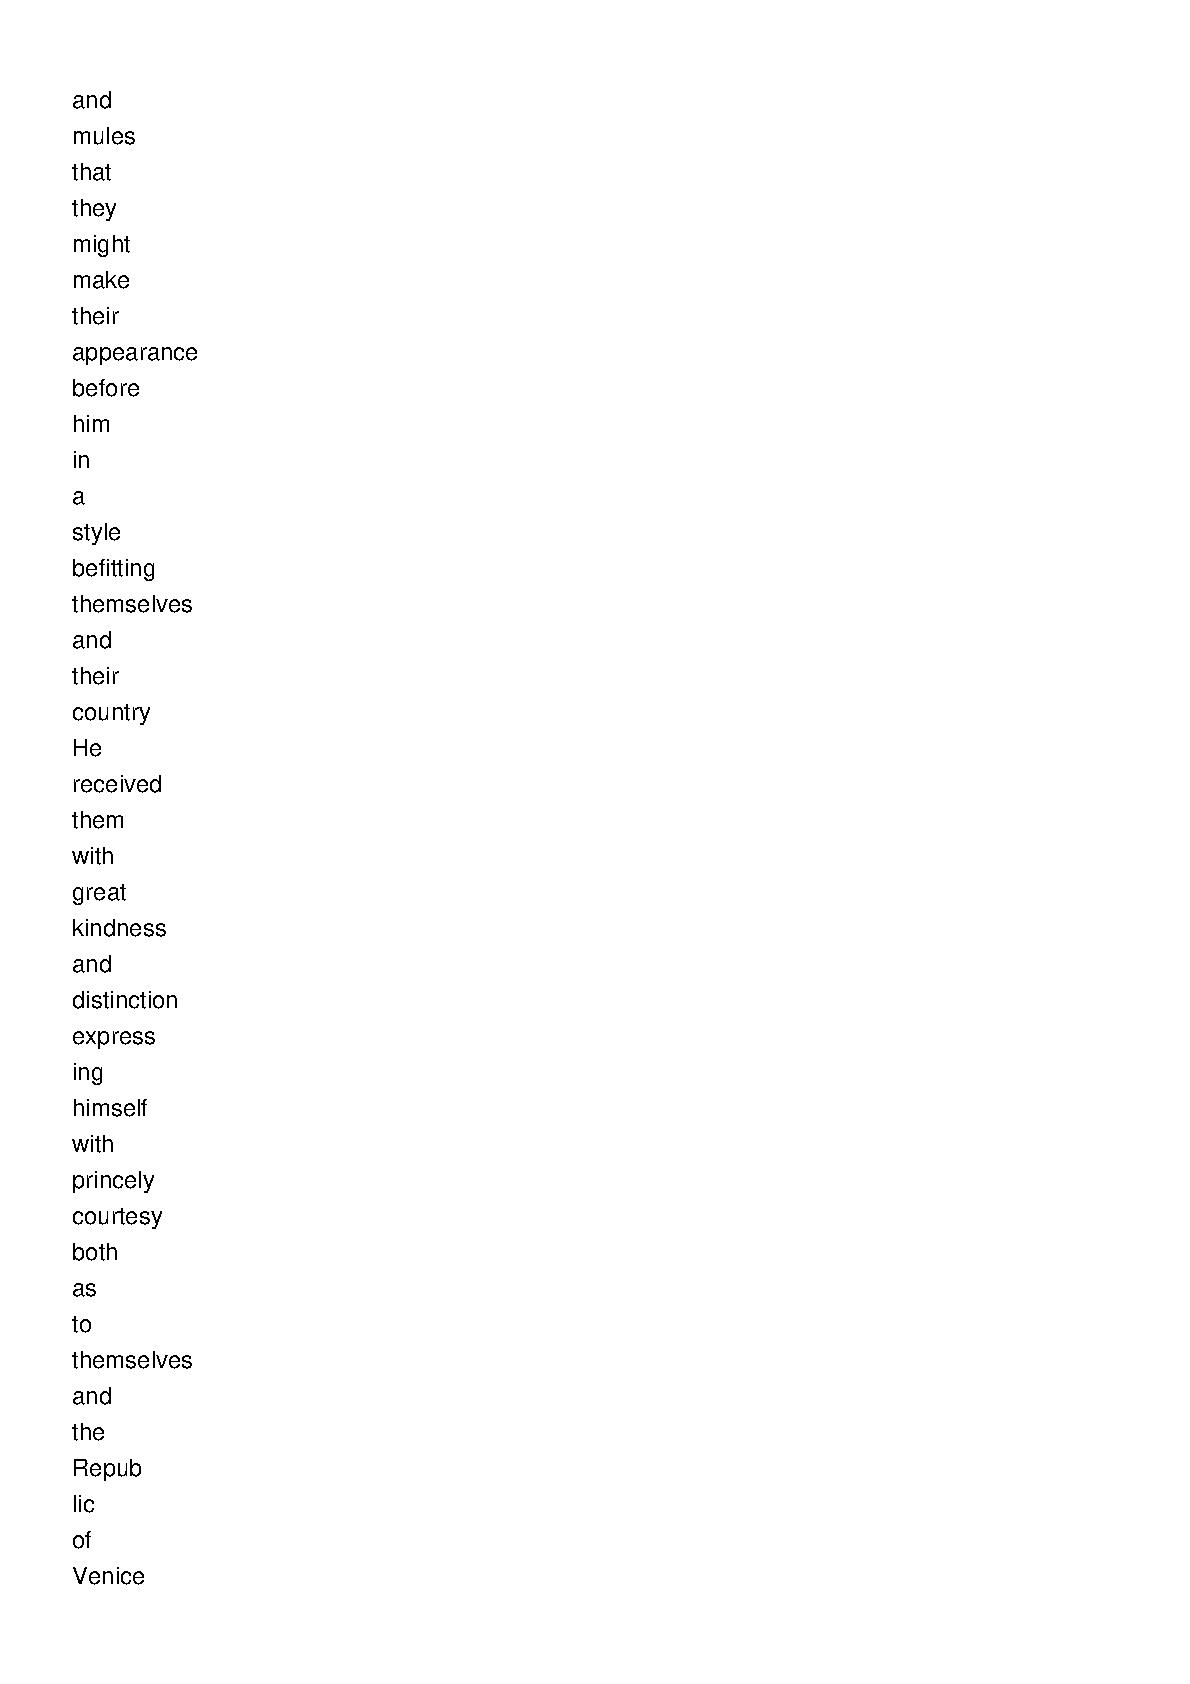 and
mules
that
they
might
make
their
appearance
before
him
in
a
style
befitting
themselves
and
their
country
He
received
them
with
great
kindness
and
distinction
express
ing
himself
with
princely
courtesy
both
as
to
themselves
and
the
Repub
lic
of
Venice